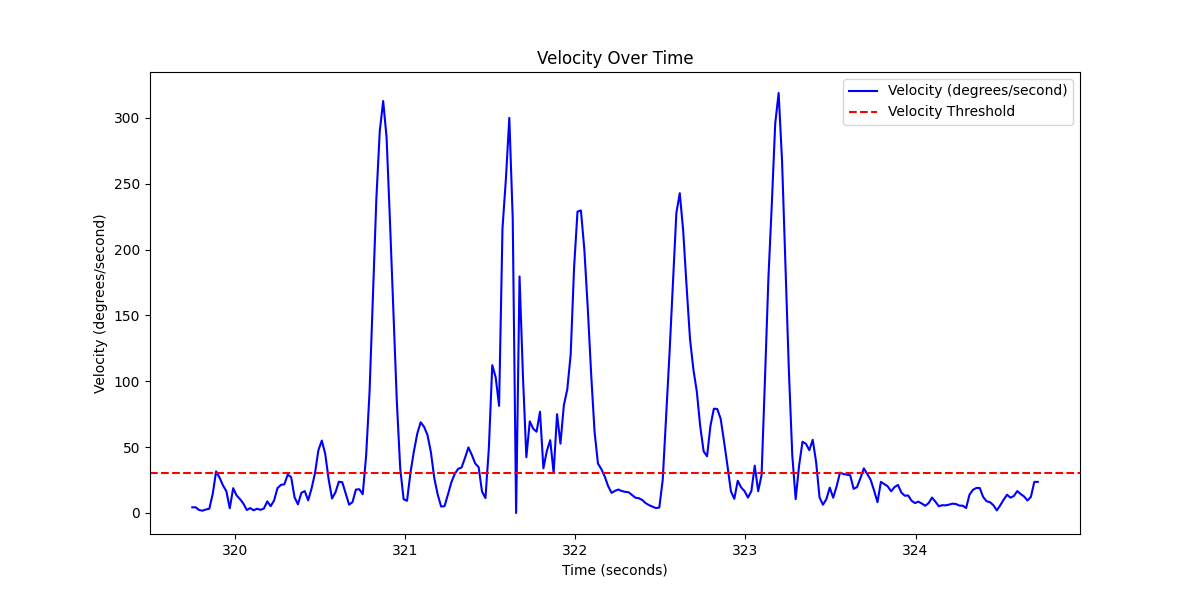 Velocity Over Time
Velocity (degrees/second)
Velocity Threshold
Velocity (degrees/second)
300
250
200
150
100
50
0
320
321
322
323
324
Time (seconds)